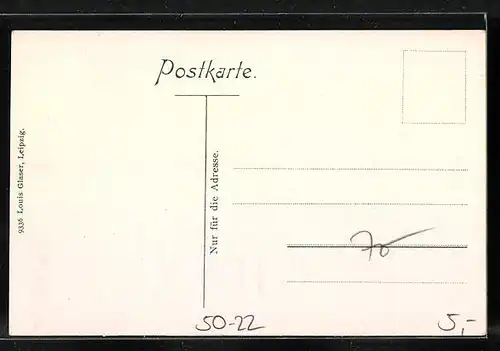 Postkarte.
9336 Louis Glaser, Leipzig.
Nur für die Adresse.
70
50-22
5,-